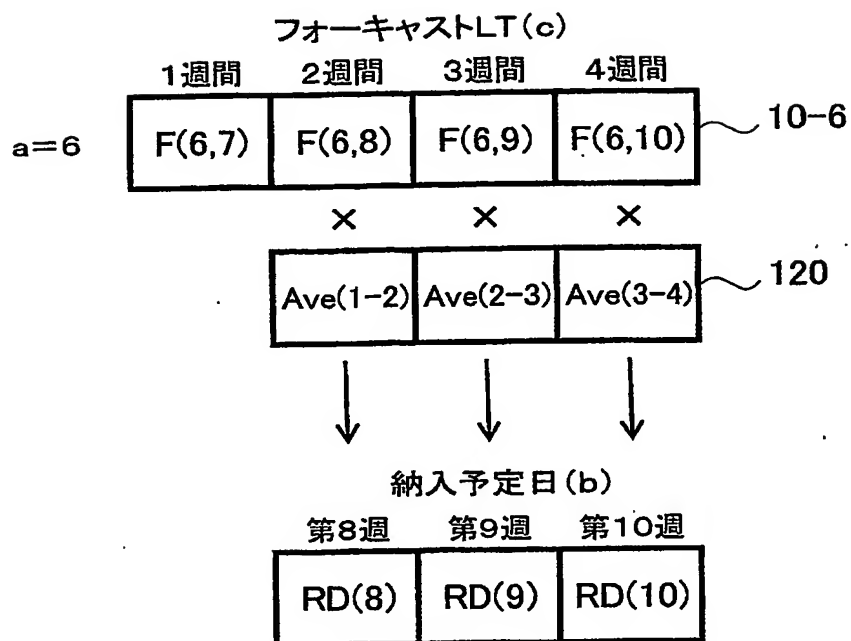 フォーキャストLT(c)
1週間 2週間 3週間 4週間
a=6 F(6,7) F(6,8) F(6,9) F(6,10) 10-6
× × ×
Ave(1-2) Ave(2-3) Ave(3-4) 120
納入予定日(b)
第8週 第9週 第10週
RD(8) RD(9) RD(10)